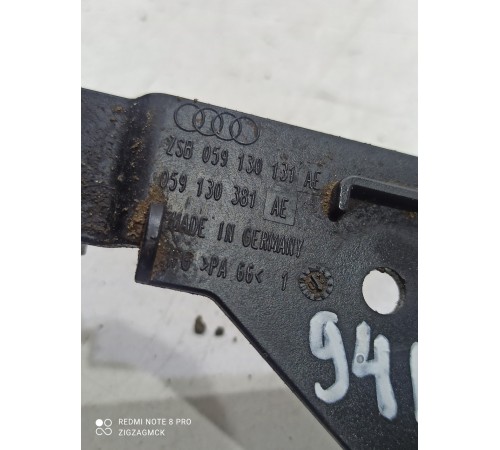 ZSB 059 130 131 AE
059 130 381 AE
MADE IN GERMANY
>PA 66< 1
94
REDMI NOTE 8 PRO
ZIGZAGMCK